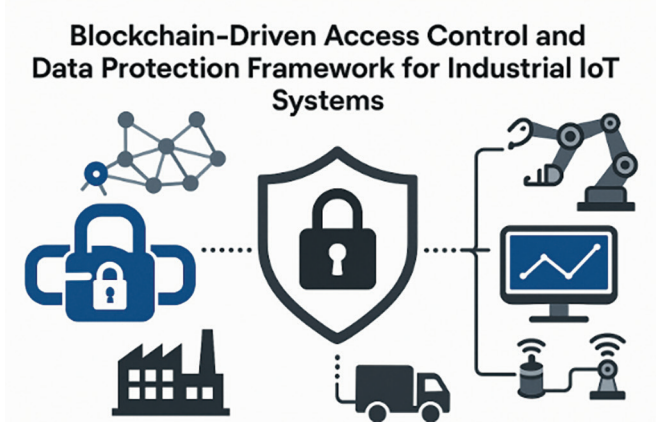 Blockchain-Driven Access Control and
Data Protection Framework for Industrial IoT
Systems